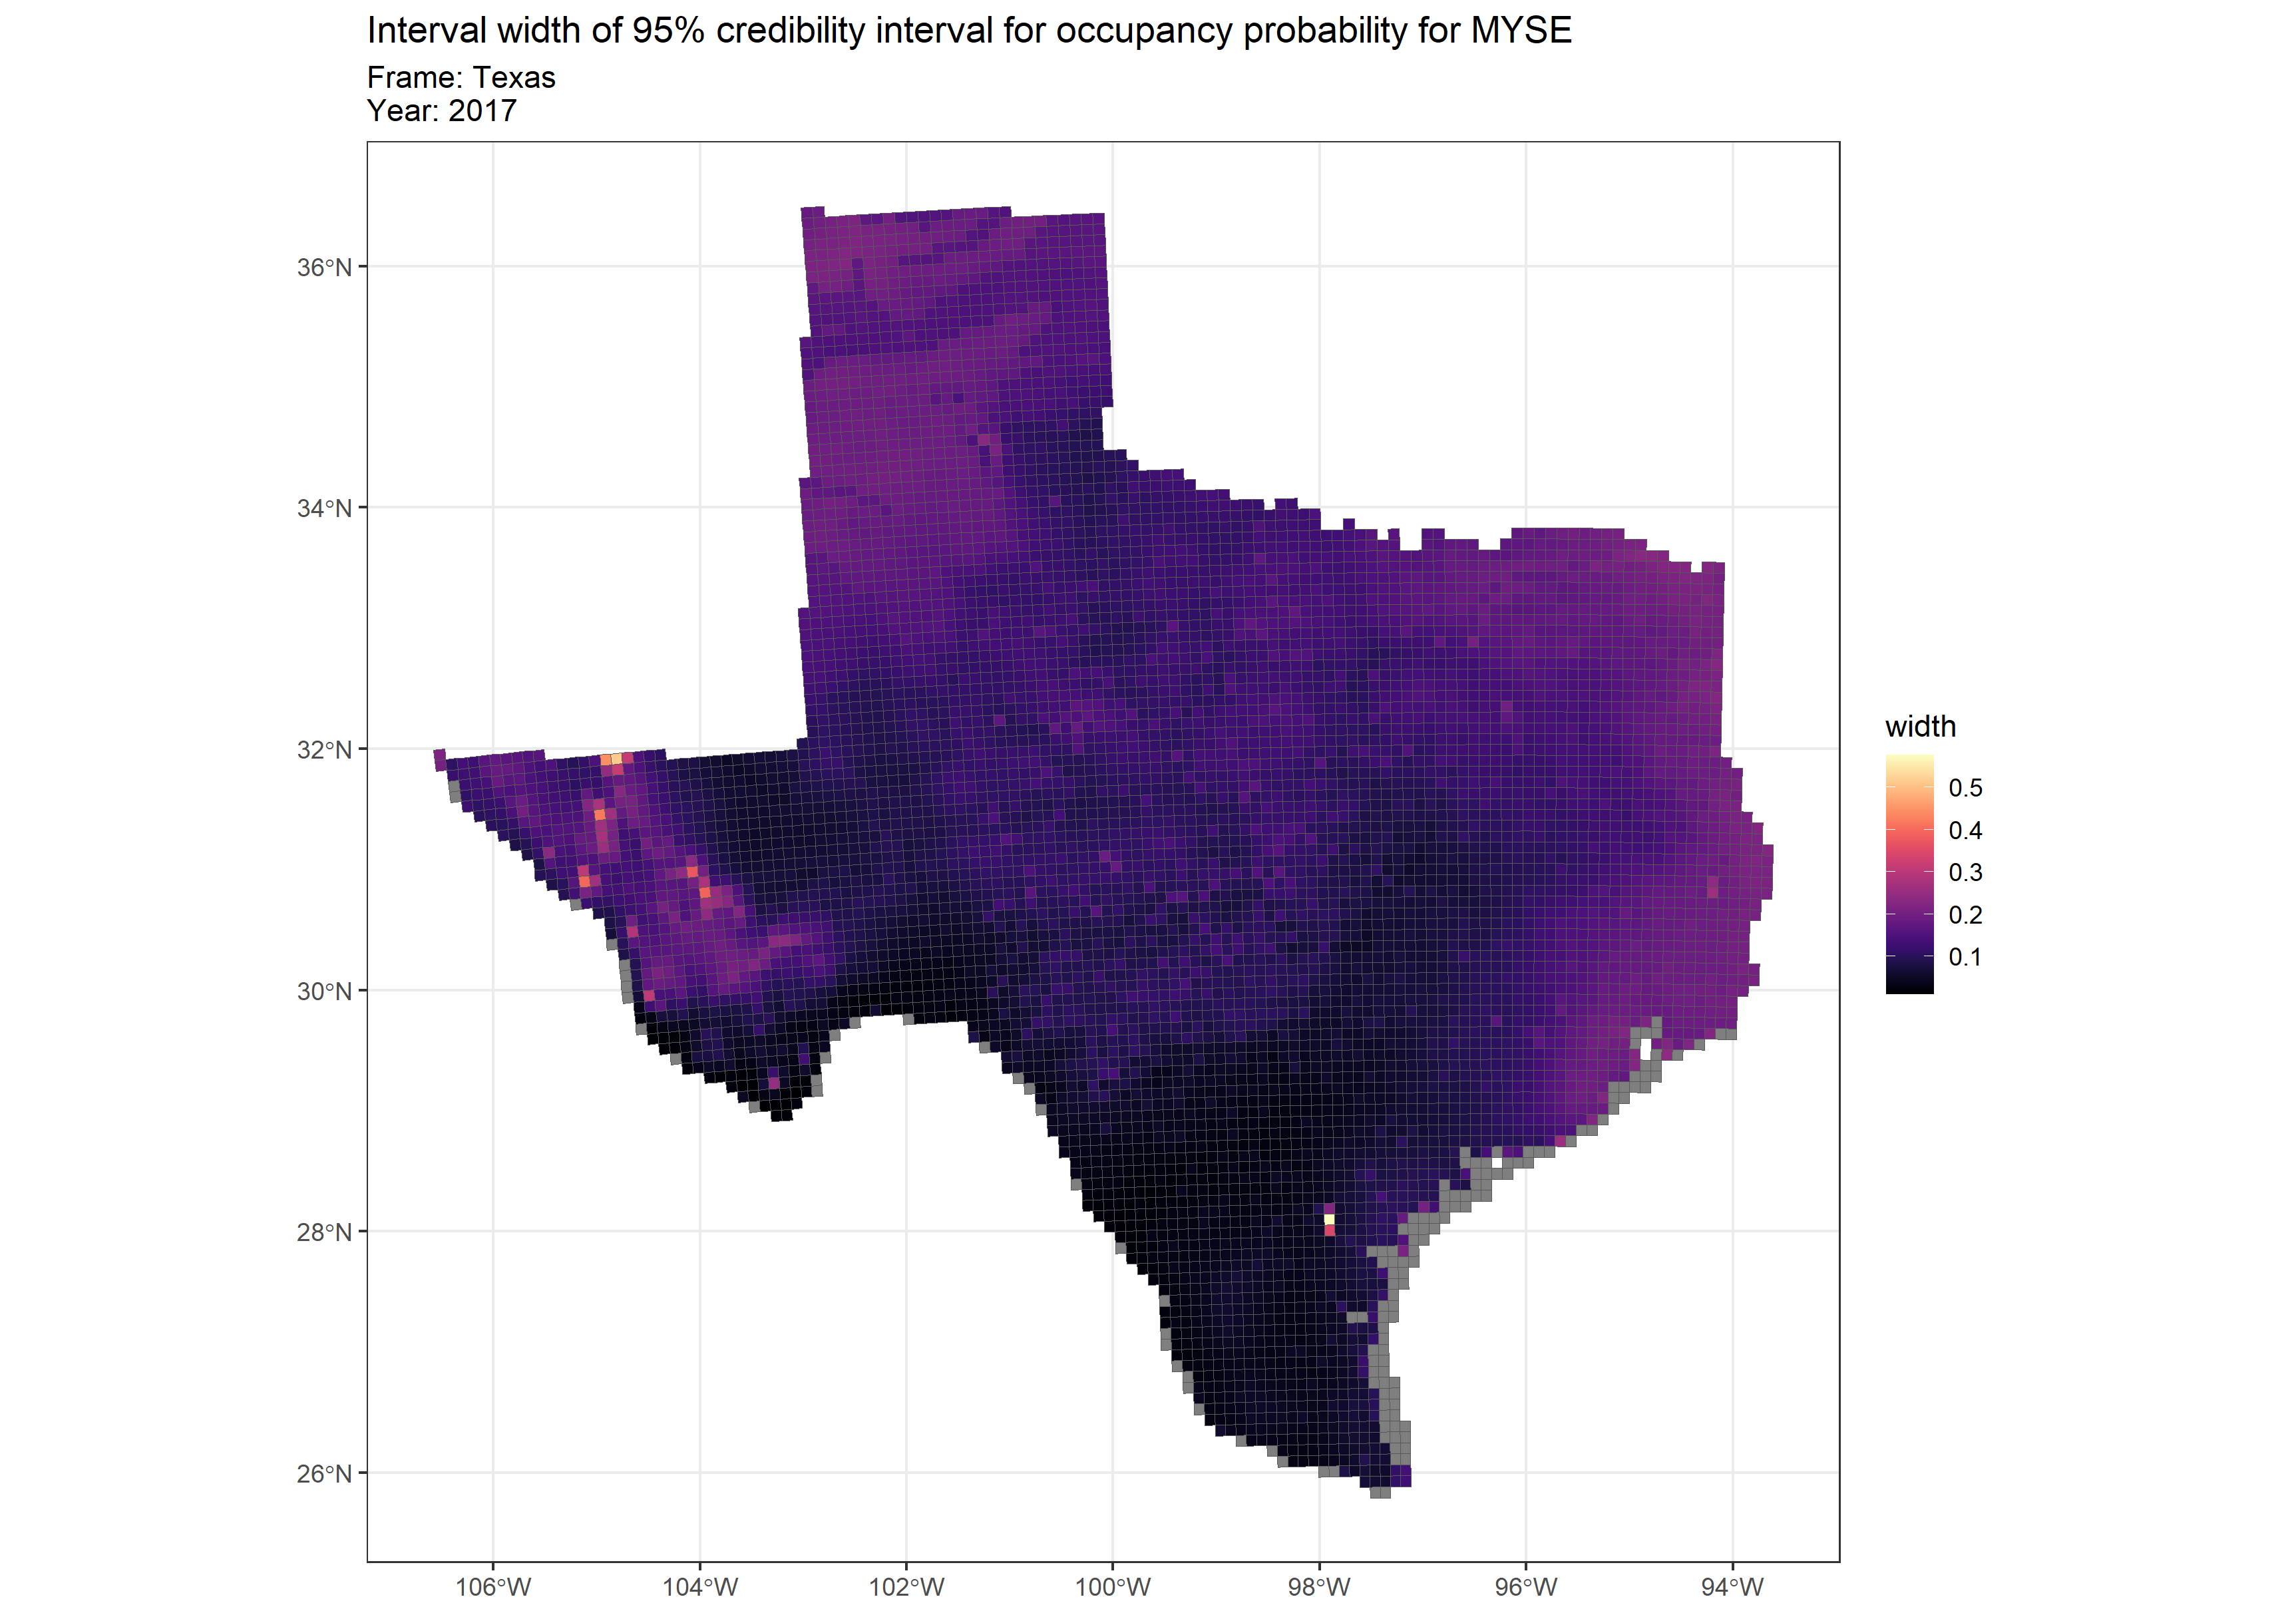 Interval width of 95% credibility interval for occupancy probability for MYSE
Frame: Texas
Year: 2017
36°N
34°N
32°N
30°N
28°N
26°N
106°W
104°W
102°W
100°W
98°W
96°W
94°W
width
0.5
0.4
0.3
0.2
0.1